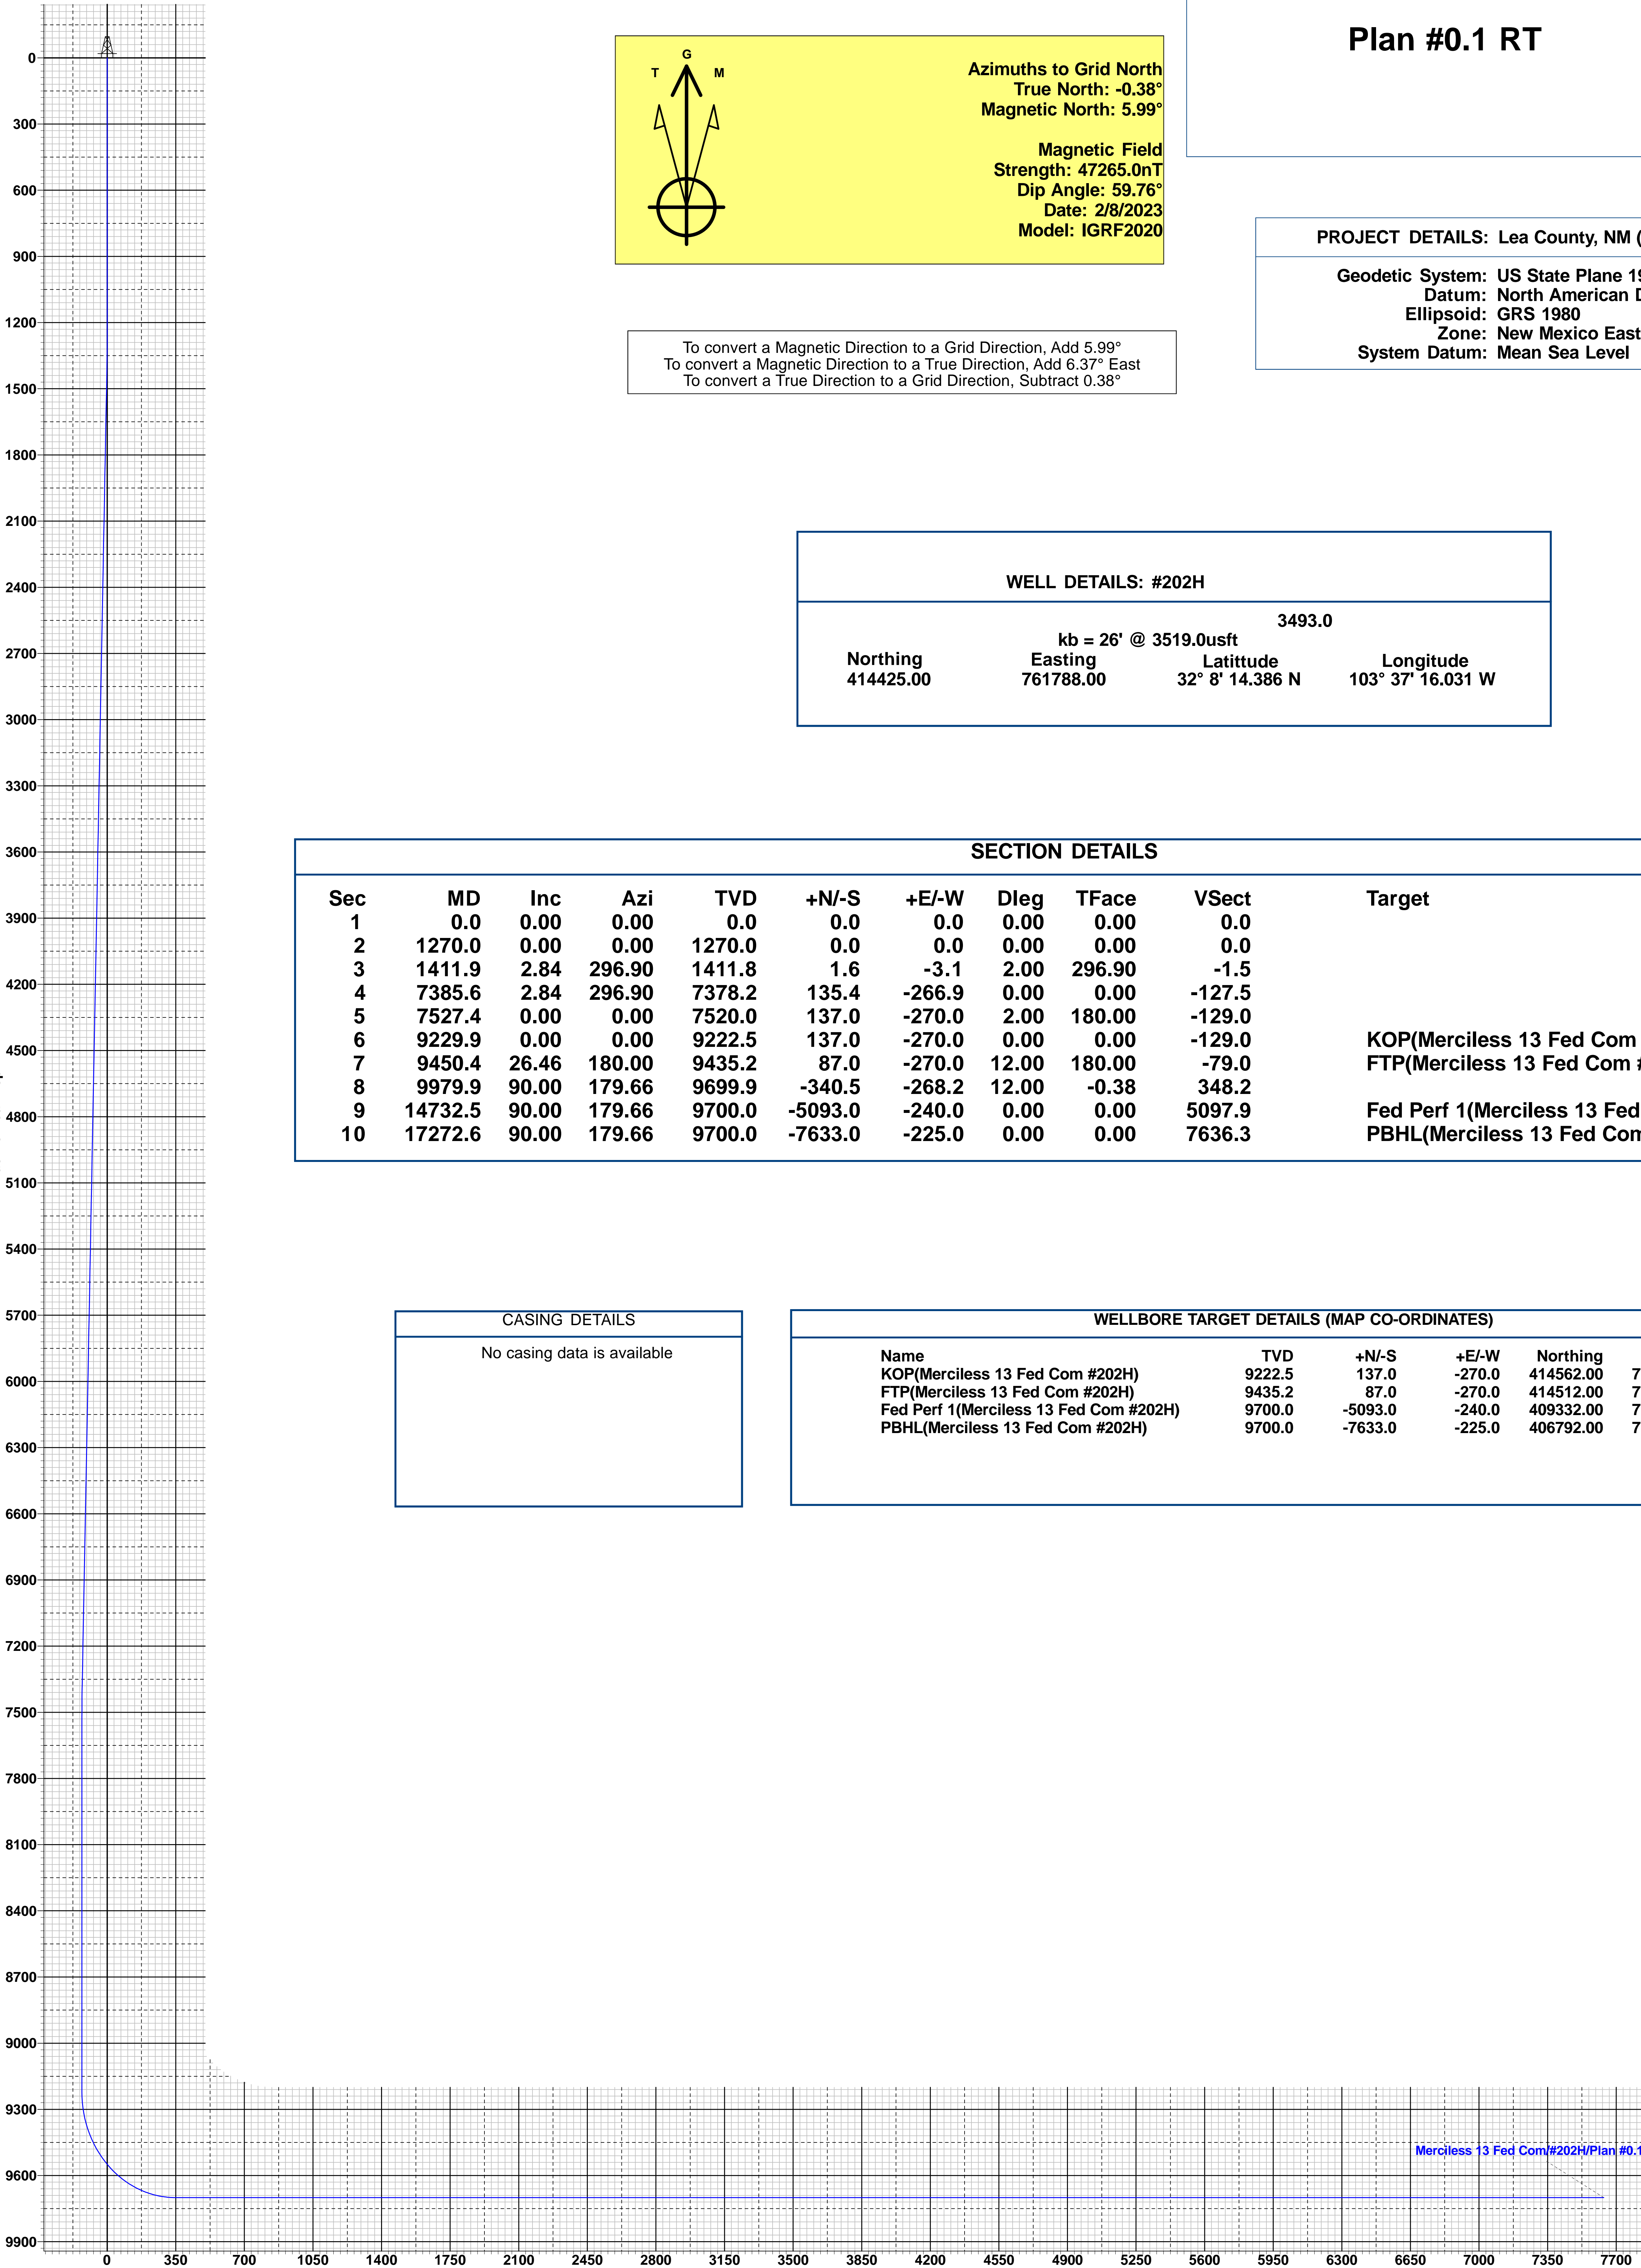 Plan #0.1 RT
G
T M
Azimuths to Grid North
True North: -0.38°
Magnetic North: 5.99°
Magnetic Field
Strength: 47265.0nT
Dip Angle: 59.76°
Date: 2/8/2023
Model: IGRF2020
PROJECT DETAILS: Lea County, NM (
Geodetic System: US State Plane 19
Datum: North American D
Ellipsoid: GRS 1980
Zone: New Mexico East
System Datum: Mean Sea Level
To convert a Magnetic Direction to a Grid Direction, Add 5.99°
To convert a Magnetic Direction to a True Direction, Add 6.37° East
To convert a True Direction to a Grid Direction, Subtract 0.38°
WELL DETAILS: #202H
3493.0
kb = 26' @ 3519.0usft
Northing Easting Latittude Longitude
414425.00 761788.00 32° 8' 14.386 N 103° 37' 16.031 W
SECTION DETAILS
Sec MD Inc Azi TVD +N/-S +E/-W Dleg TFace VSect Target
1 0.0 0.00 0.00 0.0 0.0 0.0 0.00 0.00 0.0
2 1270.0 0.00 0.00 1270.0 0.0 0.0 0.00 0.00 0.0
3 1411.9 2.84 296.90 1411.8 1.6 -3.1 2.00 296.90 -1.5
4 7385.6 2.84 296.90 7378.2 135.4 -266.9 0.00 0.00 -127.5
5 7527.4 0.00 0.00 7520.0 137.0 -270.0 2.00 180.00 -129.0
6 9229.9 0.00 0.00 9222.5 137.0 -270.0 0.00 0.00 -129.0 KOP(Merciless 13 Fed Com
7 9450.4 26.46 180.00 9435.2 87.0 -270.0 12.00 180.00 -79.0 FTP(Merciless 13 Fed Com #
8 9979.9 90.00 179.66 9699.9 -340.5 -268.2 12.00 -0.38 348.2
9 14732.5 90.00 179.66 9700.0 -5093.0 -240.0 0.00 0.00 5097.9 Fed Perf 1(Merciless 13 Fed
10 17272.6 90.00 179.66 9700.0 -7633.0 -225.0 0.00 0.00 7636.3 PBHL(Merciless 13 Fed Com
CASING DETAILS
No casing data is available
WELLBORE TARGET DETAILS (MAP CO-ORDINATES)
Name TVD +N/-S +E/-W Northing
KOP(Merciless 13 Fed Com #202H) 9222.5 137.0 -270.0 414562.00 7
FTP(Merciless 13 Fed Com #202H) 9435.2 87.0 -270.0 414512.00 7
Fed Perf 1(Merciless 13 Fed Com #202H) 9700.0 -5093.0 -240.0 409332.00 7
PBHL(Merciless 13 Fed Com #202H) 9700.0 -7633.0 -225.0 406792.00 7
0
300
600
900
1200
1500
1800
2100
2400
2700
3000
3300
3600
3900
4200
4500
4800
5100
5400
5700
6000
6300
6600
6900
7200
7500
7800
8100
8400
8700
9000
9300
9600
9900
Merciless 13 Fed Com/#202H/Plan #0.1
0 350 700 1050 1400 1750 2100 2450 2800 3150 3500 3850 4200 4550 4900 5250 5600 5950 6300 6650 7000 7350 7700